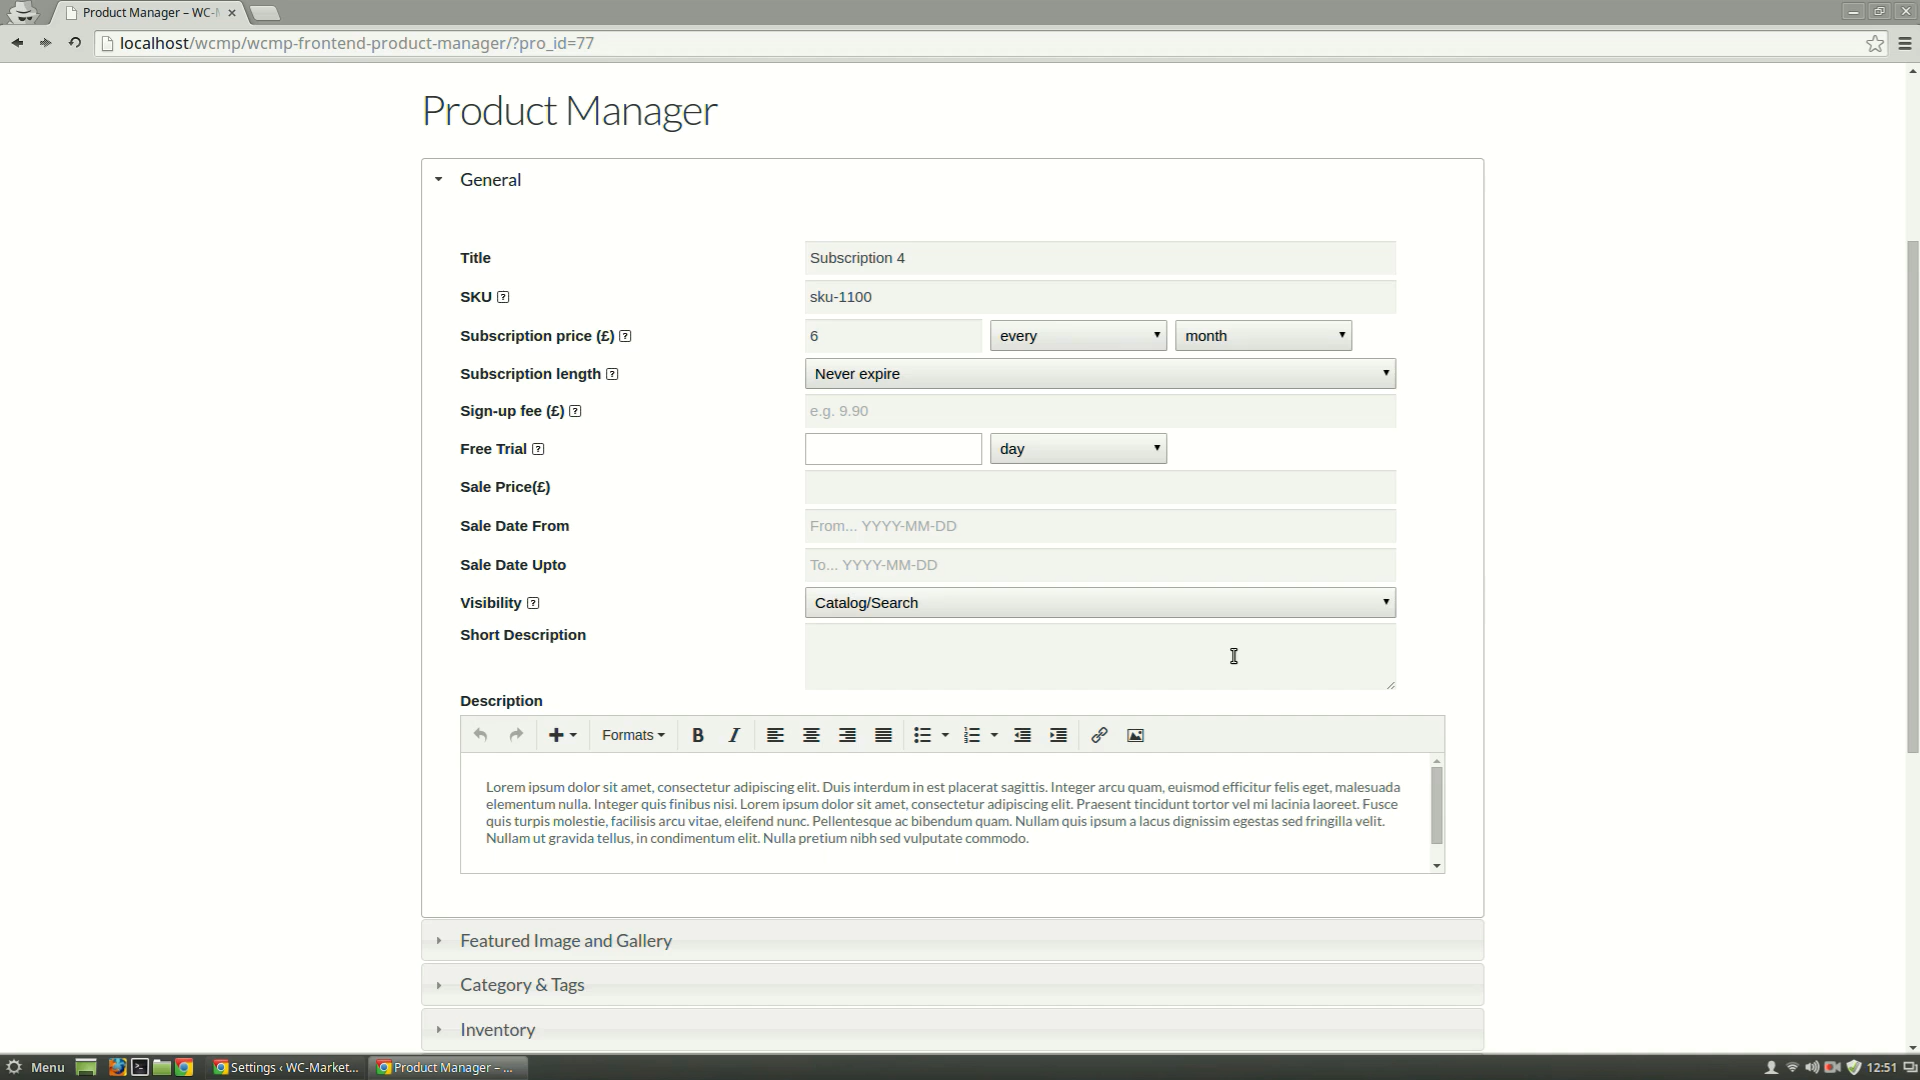 Product Manager – WC-M
localhost/wcmp/wcmp-frontend-product-manager/?pro_id=77
Product Manager
General
Title
Subscription 4
SKU ?
sku-1100
Subscription price (£) ?
6
every
month
Subscription length ?
Never expire
Sign-up fee (£) ?
e.g. 9.90
Free Trial ?
day
Sale Price(£)
Sale Date From
From... YYYY-MM-DD
Sale Date Upto
To... YYYY-MM-DD
Visibility ?
Catalog/Search
Short Description
Description
Formats B I
Lorem ipsum dolor sit amet, consectetur adipiscing elit. Duis interdum in est placerat sagittis. Integer arcu quam, euismod efficitur felis eget, malesuada
elementum nulla. Integer quis finibus nisi. Lorem ipsum dolor sit amet, consectetur adipiscing elit. Praesent tincidunt tortor vel mi lacinia laoreet. Fusce
quis turpis molestie, facilisis arcu vitae, eleifend nunc. Pellentesque ac bibendum quam. Nullam quis ipsum a lacus dignissim egestas sed fringilla velit.
Nullam ut gravida tellus, in condimentum elit. Nulla pretium nibh sed vulputate commodo.
Featured Image and Gallery
Category & Tags
Inventory
Menu
Settings ‹ WC-Market...
Product Manager – ...
12:51